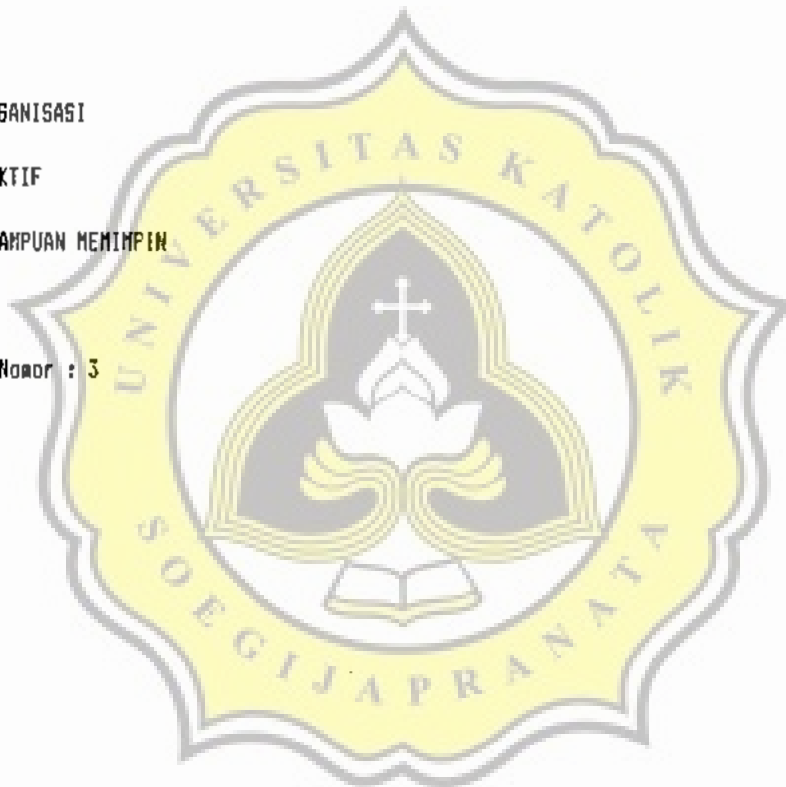 GANISASI
KTIF
AMPUAN MEMIMPIN
Nomor : 3
UNIVERSITAS KATOLIK
SOEGIJAPRANATA